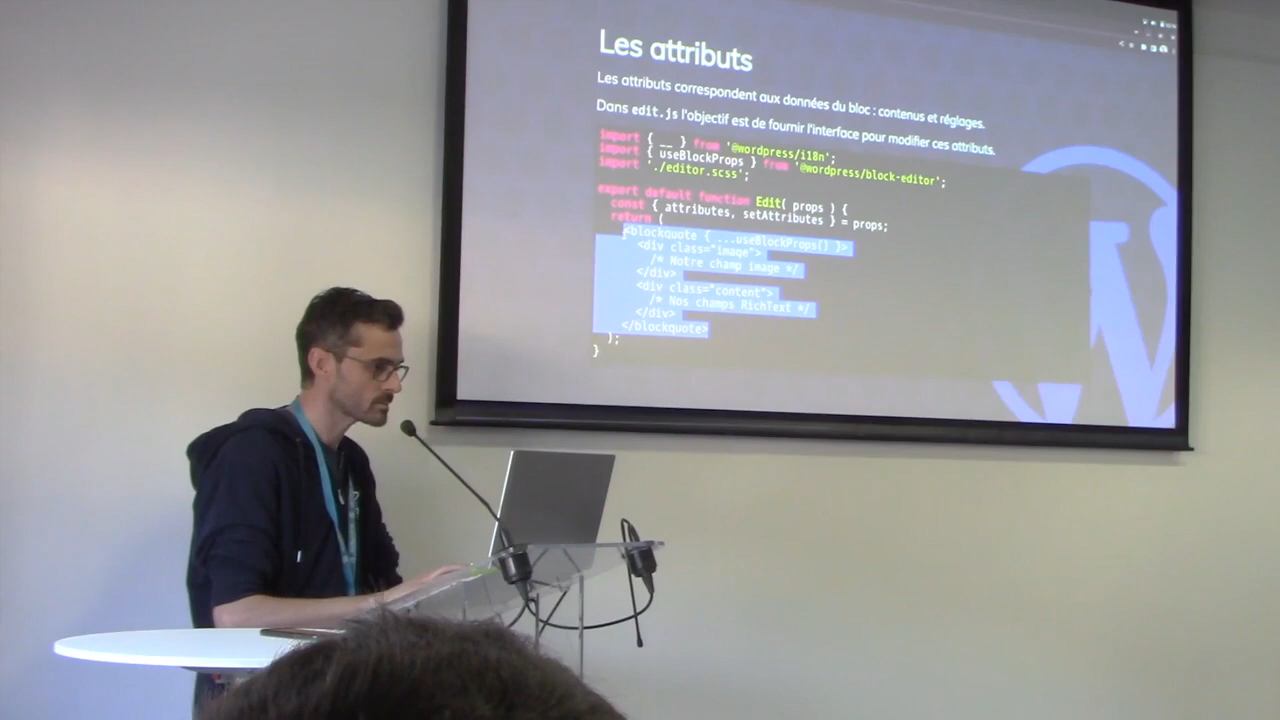 Les attributs
Les attributs correspondent aux données du bloc : contenus et réglages.
Dans edit.js l'objectif est de fournir l'interface pour modifier ces attributs.
import { __ } from '@wordpress/i18n';
import { useBlockProps } from '@wordpress/block-editor';
import './editor.scss';
export default function Edit( props ) {
const { attributes, setAttributes } = props;
return (
<blockquote { ...useBlockProps() }>
<div class="image">
/* Notre champ image */
</div>
<div class="content">
/* Nos champs RichText */
</div>
</blockquote>
);
}